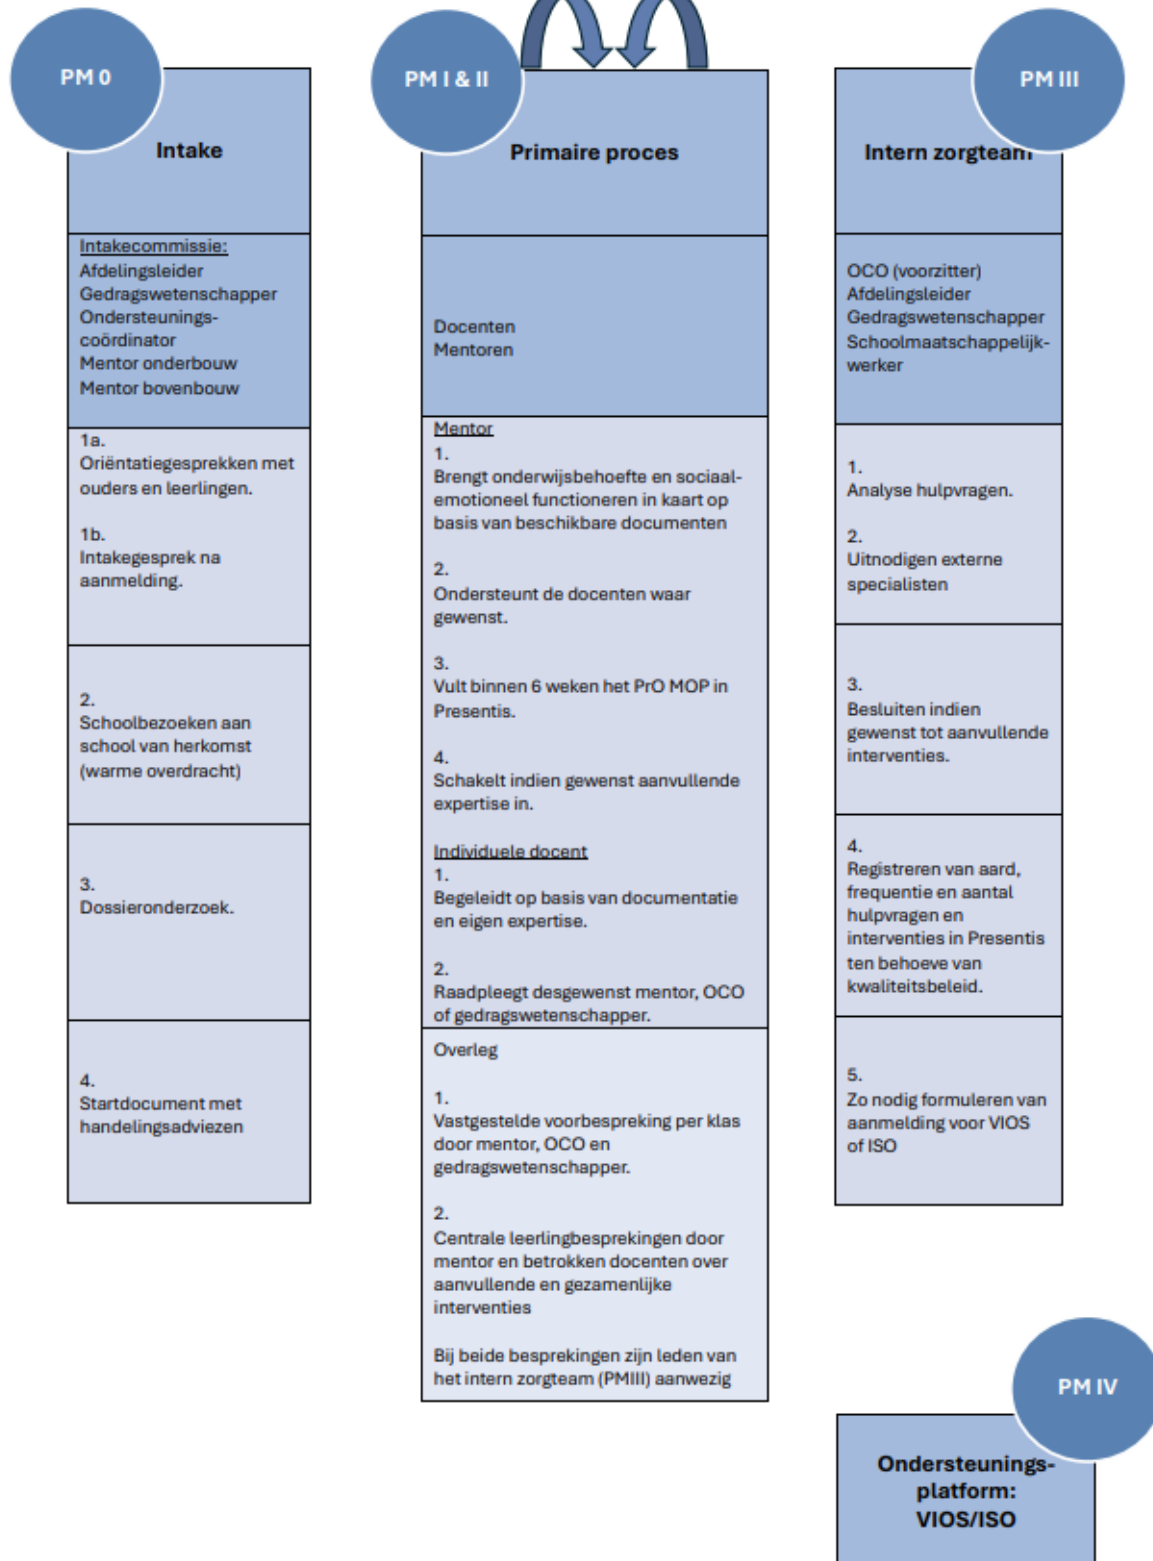 PM 0
Intake
Intakecommissie:
Afdelingsleider
Gedragswetenschapper
Ondersteunings-
coördinator
Mentor onderbouw
Mentor bovenbouw
1a.
Oriëntatiegesprekken met
ouders en leerlingen.
1b.
Intakegesprek na
aanmelding.
2.
Schoolbezoeken aan
school van herkomst
(warme overdracht)
3.
Dossieronderzoek.
4.
Startdocument met
handelingsadviezen
PM I & II
Primaire proces
Docenten
Mentoren
Mentor
1.
Brengt onderwijsbehoefte en sociaal-
emotioneel functioneren in kaart op
basis van beschikbare documenten
2.
Ondersteunt de docenten waar
gewenst.
3.
Vult binnen 6 weken het PrO MOP in
Presentis.
4.
Schakelt indien gewenst aanvullende
expertise in.
Individuele docent
1.
Begeleidt op basis van documentatie
en eigen expertise.
2.
Raadpleegt desgewenst mentor, OCO
of gedragswetenschapper.
Overleg
1.
Vastgestelde voorbespreking per klas
door mentor, OCO en
gedragswetenschapper.
2.
Centrale leerlingbesprekingen door
mentor en betrokken docenten over
aanvullende en gezamenlijke
interventies
Bij beide besprekingen zijn leden van
het intern zorgteam (PMIII) aanwezig
PM III
Intern zorgteam
OCO (voorzitter)
Afdelingsleider
Gedragswetenschapper
Schoolmaatschappelijk-
werker
1.
Analyse hulpvragen.
2.
Uitnodigen externe
specialisten
3.
Besluiten indien
gewenst tot aanvullende
interventies.
4.
Registreren van aard,
frequentie en aantal
hulpvragen en
interventies in Presentis
ten behoeve van
kwaliteitsbeleid.
5.
Zo nodig formuleren van
aanmelding voor VIOS
of ISO
PM IV
Ondersteunings-
platform:
VIOS/ISO